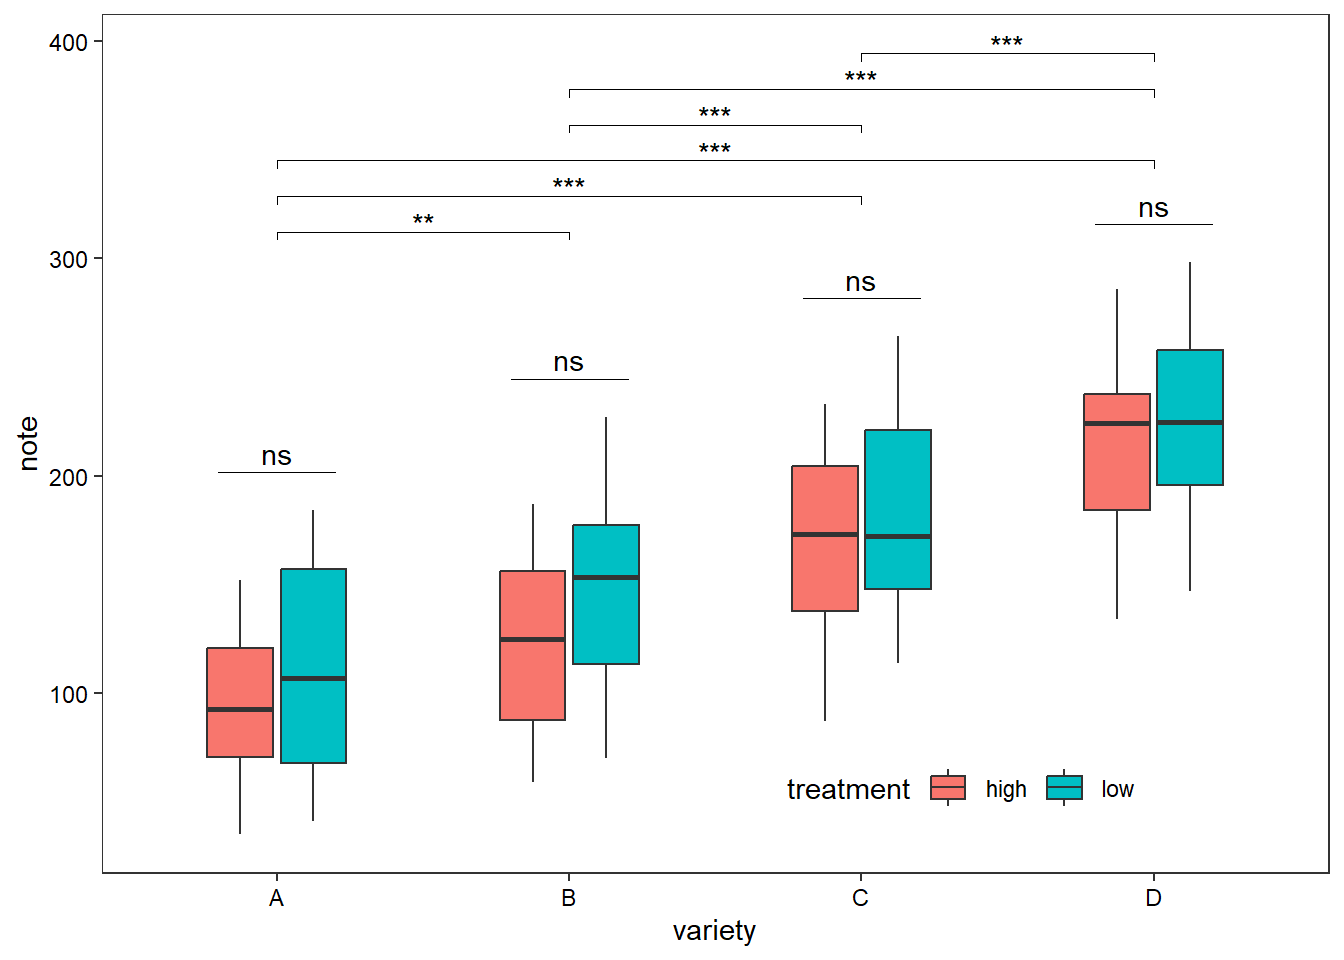 400
***
***
***
***
***
**
ns
300
ns
ns
note
200
ns
100
treatment high low
A B C D
variety